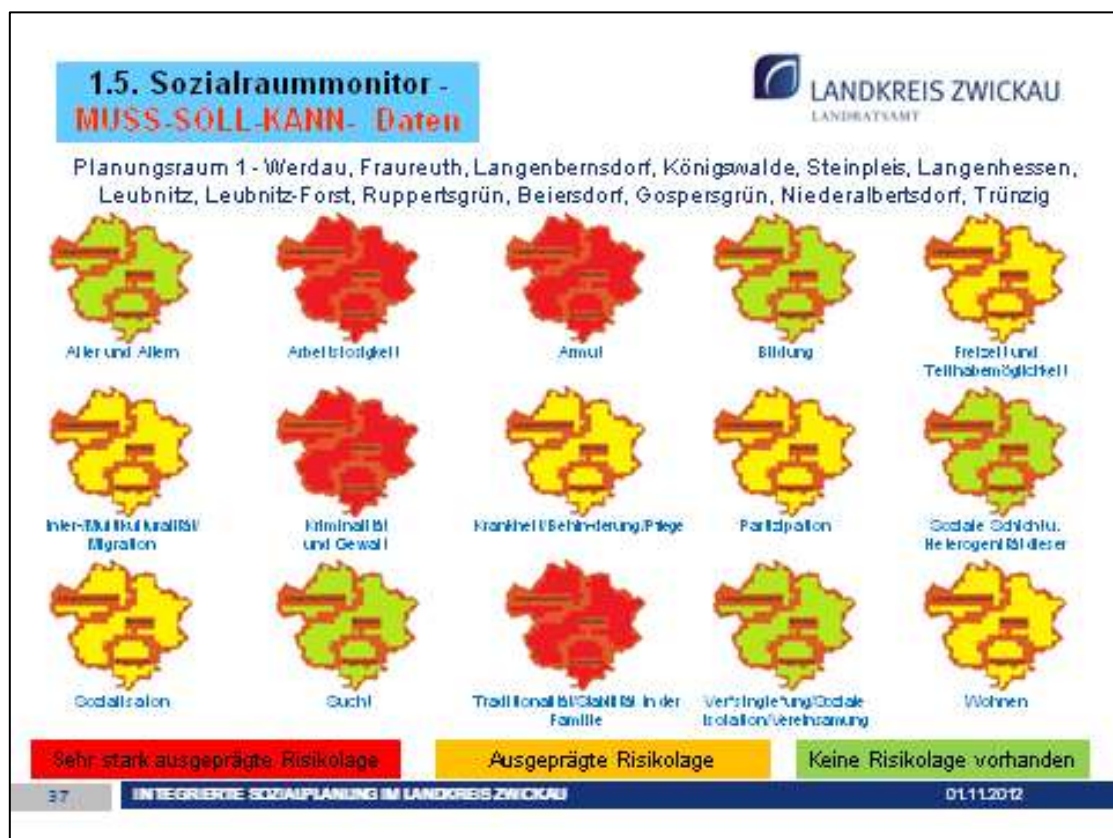 1.5. Sozialraummonitor -
MUSS-SOLL-KANN- Daten
LANDKREIS ZWICKAU
LANDRATSAMT
Planungsraum 1 - Werdau, Fraureuth, Langenbernsdorf, Königswalde, Steinpleis, Langenhessen,
Leubnitz, Leubnitz-Forst, Ruppertsgrün, Beiersdorf, Gospersgrün, Niederalbertsdorf, Trünzig
Alter und Altern
Arbeitslosigkeit
Armut
Bildung
Freizeit und
Teilhabemöglichkeit
Inter-/Multikulturalität/
Migration
Kriminalität
und Gewalt
Krankheit/Behinderung/Pflege
Partizipation
Soziale Schicht u.
Heterogenität dieser
Sozialisation
Sucht
Traditionalität/Stabilität in der
Familie
Soziale
Isolation/Vereinsamung
Wohnen
Sehr stark ausgeprägte Risikolage
Ausgeprägte Risikolage
Keine Risikolage vorhanden
37
INTEGRIERTE SOZIALPLANUNG IM LANDKREIS ZWICKAU
01.11.2012